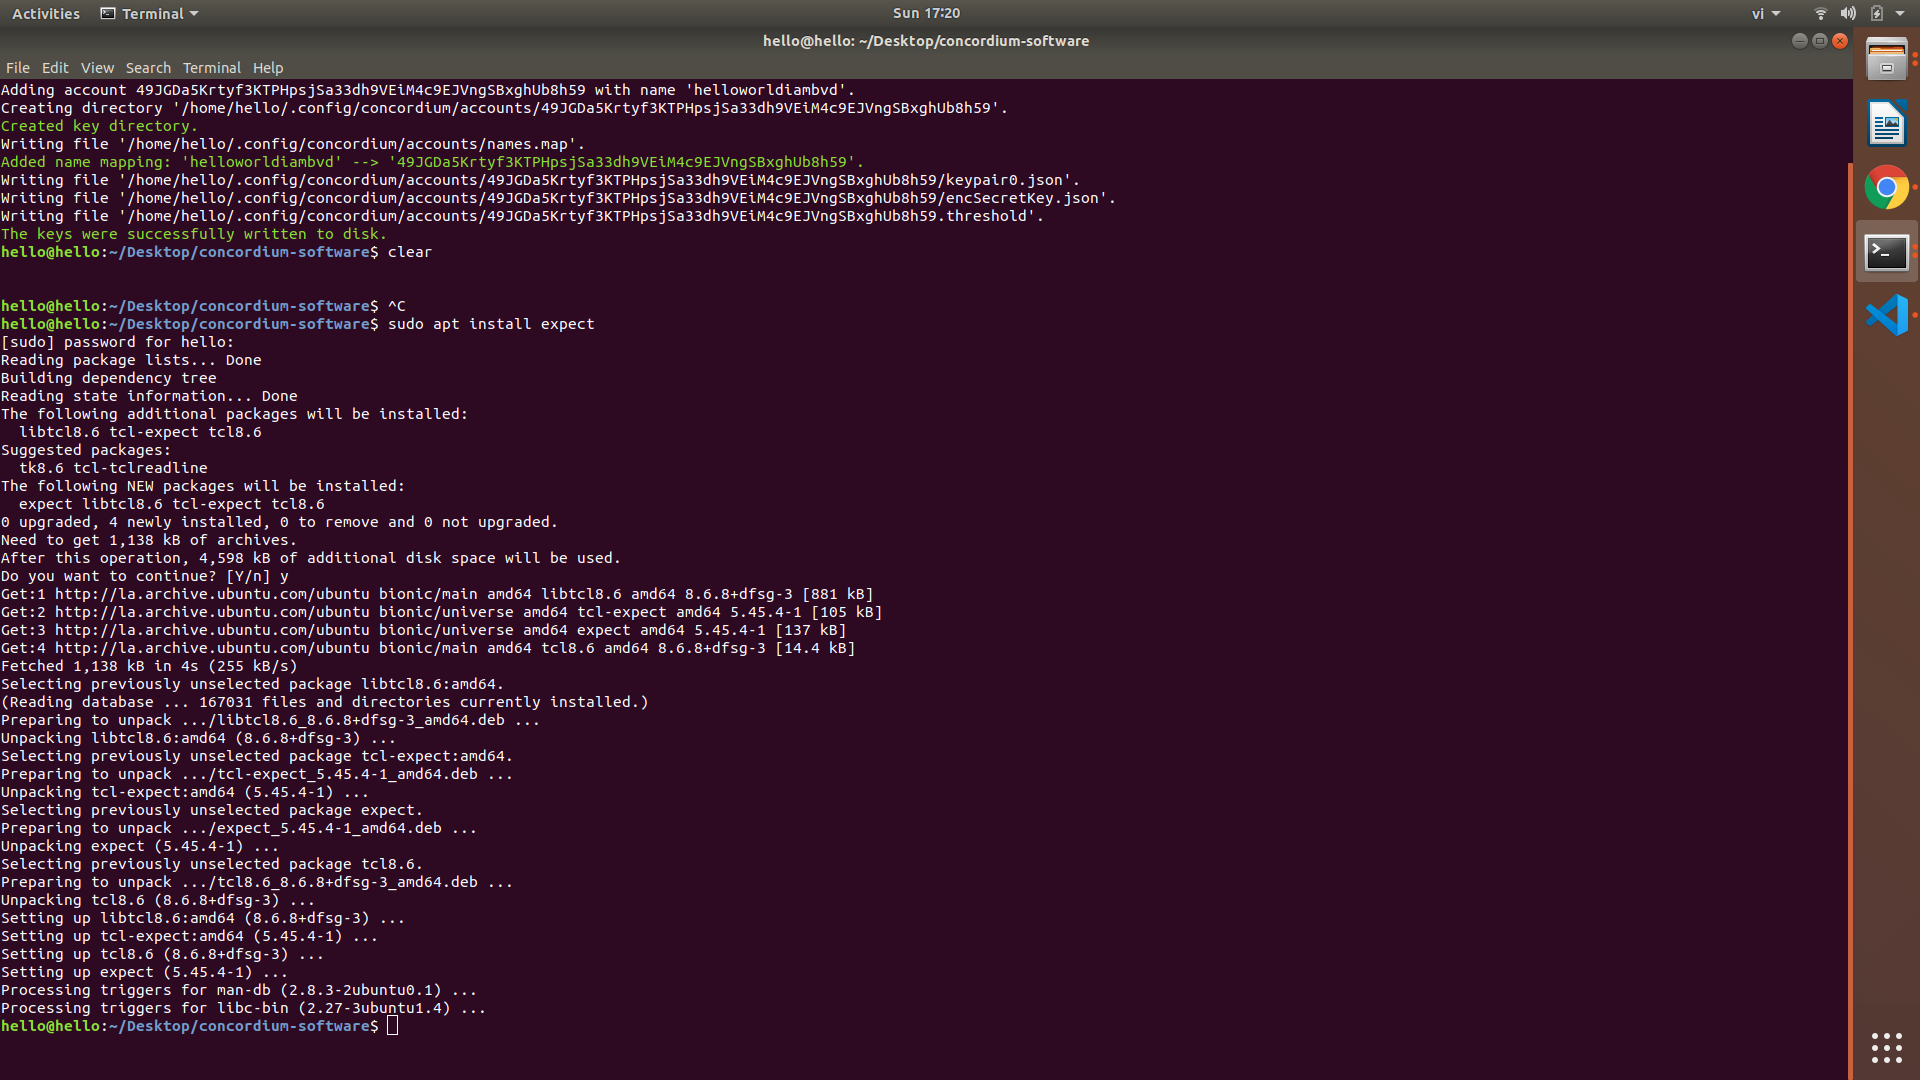 Activities Terminal Sun 17:20 vi
hello@hello: ~/Desktop/concordium-software
File Edit View Search Terminal Help
Adding account 49JGDa5Krtyf3KTPHpsjSa33dh9VEiM4c9EJVngSBxghUb8h59 with name 'helloworldiambvd'.
Creating directory '/home/hello/.config/concordium/accounts/49JGDa5Krtyf3KTPHpsjSa33dh9VEiM4c9EJVngSBxghUb8h59'.
Created key directory.
Writing file '/home/hello/.config/concordium/accounts/names.map'.
Added name mapping: 'helloworldiambvd' --> '49JGDa5Krtyf3KTPHpsjSa33dh9VEiM4c9EJVngSBxghUb8h59'.
Writing file '/home/hello/.config/concordium/accounts/49JGDa5Krtyf3KTPHpsjSa33dh9VEiM4c9EJVngSBxghUb8h59/keypair0.json'.
Writing file '/home/hello/.config/concordium/accounts/49JGDa5Krtyf3KTPHpsjSa33dh9VEiM4c9EJVngSBxghUb8h59/encSecretKey.json'.
Writing file '/home/hello/.config/concordium/accounts/49JGDa5Krtyf3KTPHpsjSa33dh9VEiM4c9EJVngSBxghUb8h59.threshold'.
The keys were successfully written to disk.
hello@hello:~/Desktop/concordium-software$ clear
hello@hello:~/Desktop/concordium-software$ ^C
hello@hello:~/Desktop/concordium-software$ sudo apt install expect
[sudo] password for hello:
Reading package lists... Done
Building dependency tree
Reading state information... Done
The following additional packages will be installed:
  libtcl8.6 tcl-expect tcl8.6
Suggested packages:
  tk8.6 tcl-tclreadline
The following NEW packages will be installed:
  expect libtcl8.6 tcl-expect tcl8.6
0 upgraded, 4 newly installed, 0 to remove and 0 not upgraded.
Need to get 1,138 kB of archives.
After this operation, 4,598 kB of additional disk space will be used.
Do you want to continue? [Y/n] y
Get:1 http://la.archive.ubuntu.com/ubuntu bionic/main amd64 libtcl8.6 amd64 8.6.8+dfsg-3 [881 kB]
Get:2 http://la.archive.ubuntu.com/ubuntu bionic/universe amd64 tcl-expect amd64 5.45.4-1 [105 kB]
Get:3 http://la.archive.ubuntu.com/ubuntu bionic/universe amd64 expect amd64 5.45.4-1 [137 kB]
Get:4 http://la.archive.ubuntu.com/ubuntu bionic/main amd64 tcl8.6 amd64 8.6.8+dfsg-3 [14.4 kB]
Fetched 1,138 kB in 4s (255 kB/s)
Selecting previously unselected package libtcl8.6:amd64.
(Reading database ... 167031 files and directories currently installed.)
Preparing to unpack .../libtcl8.6_8.6.8+dfsg-3_amd64.deb ...
Unpacking libtcl8.6:amd64 (8.6.8+dfsg-3) ...
Selecting previously unselected package tcl-expect:amd64.
Preparing to unpack .../tcl-expect_5.45.4-1_amd64.deb ...
Unpacking tcl-expect:amd64 (5.45.4-1) ...
Selecting previously unselected package expect.
Preparing to unpack .../expect_5.45.4-1_amd64.deb ...
Unpacking expect (5.45.4-1) ...
Selecting previously unselected package tcl8.6.
Preparing to unpack .../tcl8.6_8.6.8+dfsg-3_amd64.deb ...
Unpacking tcl8.6 (8.6.8+dfsg-3) ...
Setting up libtcl8.6:amd64 (8.6.8+dfsg-3) ...
Setting up tcl-expect:amd64 (5.45.4-1) ...
Setting up tcl8.6 (8.6.8+dfsg-3) ...
Setting up expect (5.45.4-1) ...
Processing triggers for man-db (2.8.3-2ubuntu0.1) ...
Processing triggers for libc-bin (2.27-3ubuntu1.4) ...
hello@hello:~/Desktop/concordium-software$